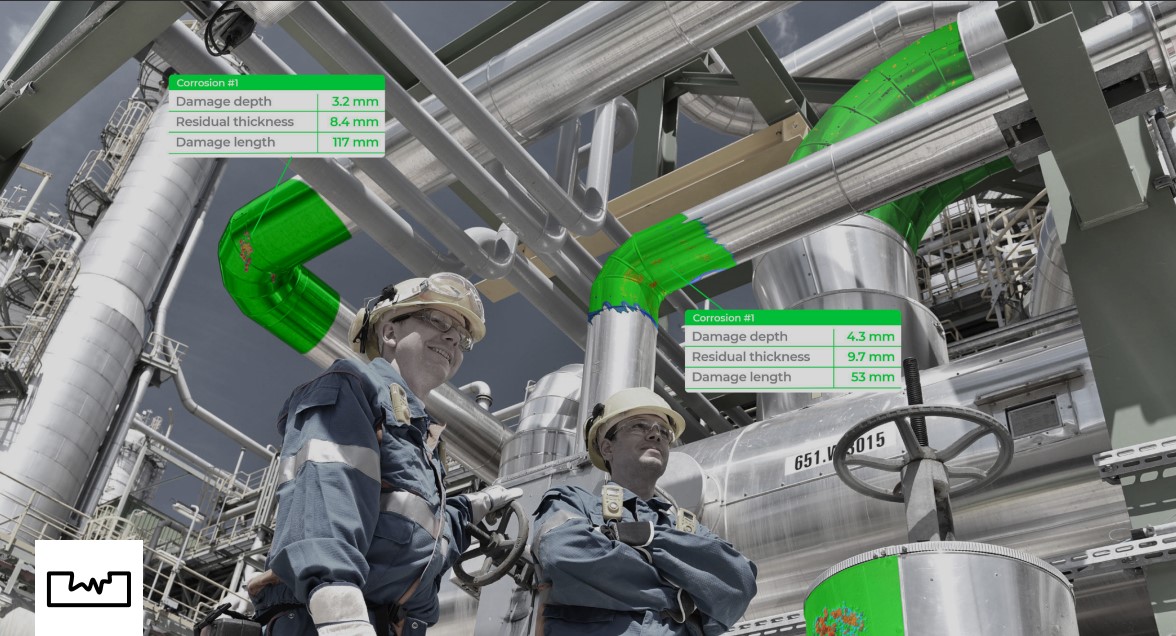 Corrosion #1
Damage depth 3.2 mm
Residual thickness 8.4 mm
Damage length 117 mm
Corrosion #1
Damage depth 4.3 mm
Residual thickness 9.7 mm
Damage length 53 mm